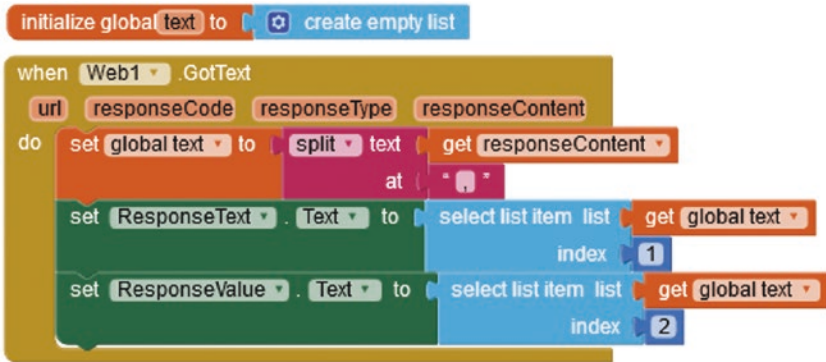 initialize global text to create empty list
when Web1 .GotText
url responseCode responseType responseContent
do set global text to split text get responseContent
at " , "
set ResponseText . Text to select list item list get global text
index 1
set ResponseValue . Text to select list item list get global text
index 2